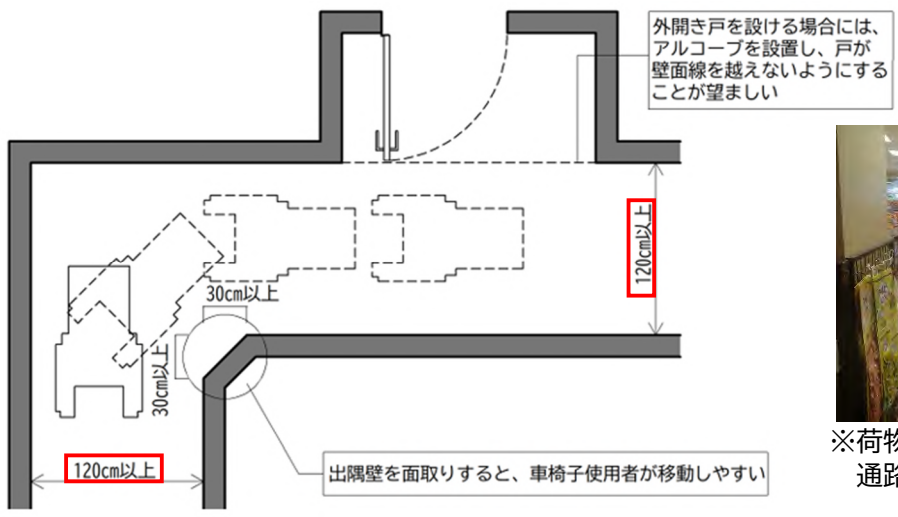 外開き戸を設ける場合には、
アルコーブを設置し、戸が
壁面線を越えないようにする
ことが望ましい
120cm以上
30cm以上
30cm以上
120cm以上
出隅壁を面取りすると、車椅子使用者が移動しやすい
※荷物
通路